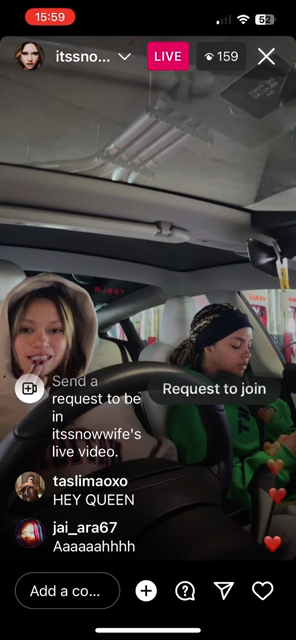 15:59
52
itssno...
LIVE
159
Send a
request to be
in
itssnowwife's
live video.
Request to join
taslimaoxo
HEY QUEEN
jai_ara67
Aaaaaahhhh
Add a co...